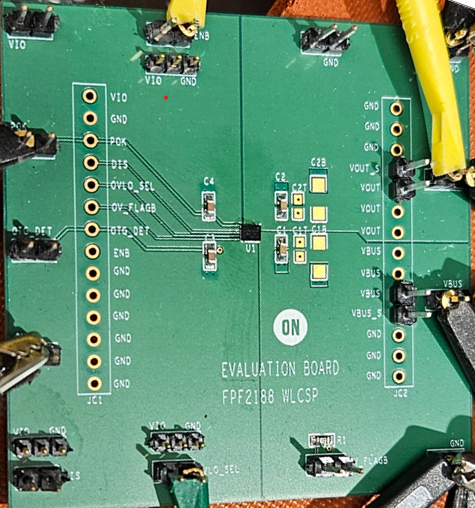 VIO
ENB
VIO
GND
GND
GND
VIO
GND
POK
DIS
OVLO_SEL
OV_FLAGB
OTG_DET
ENB
GND
GND
GND
GND
GND
GND
JC1
OTG_DET
C4
C2
C2T
C2B
C1
C1T
C1B
U1
GND
GND
GND
VOUT_S
VOUT
VOUT
VOUT
VBUS
VBUS
VBUS
VBUS_S
GND
GND
GND
JC2
VBUS
ON
EVALUATION BOARD
FPF2188 WLCSP
VIO
GND
VIO
GND
R1
GND